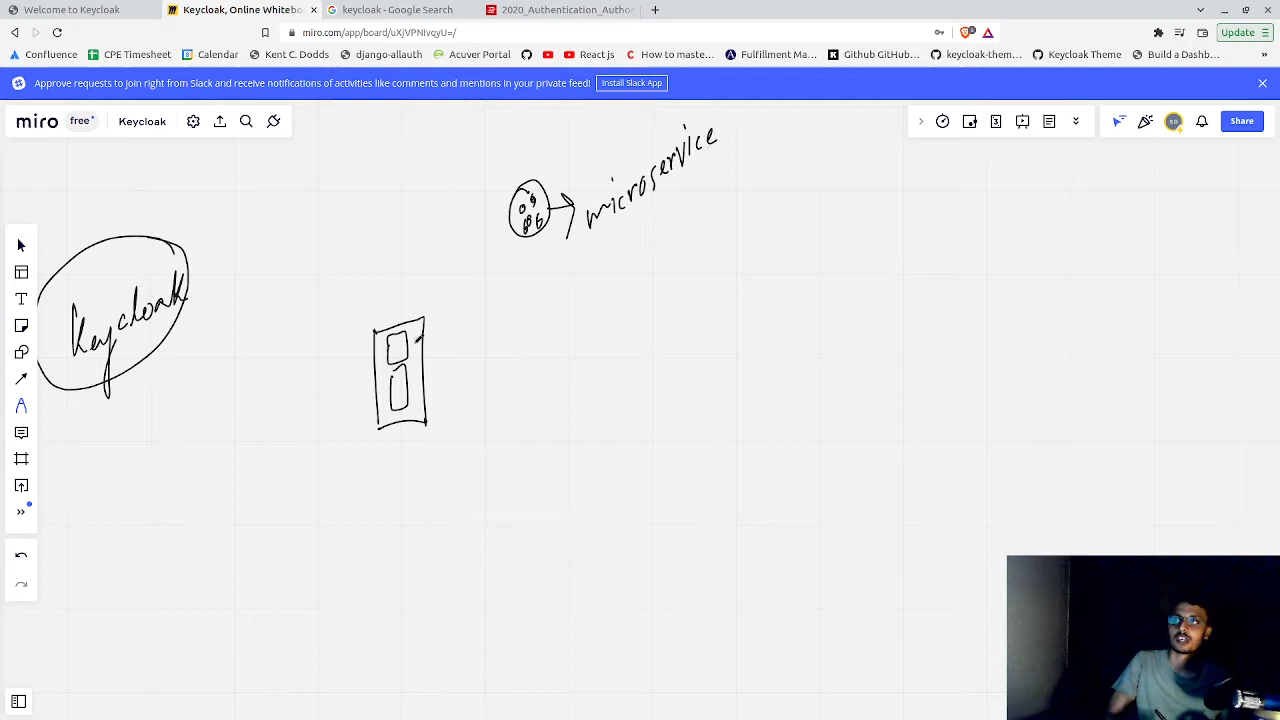 Welcome to Keycloak
Keycloak, Online Whitebo
keycloak - Google Search
2020_Authentication_Author
miro.com/app/board/uXjVPNIvqyU=/
Update
Confluence
CPE Timesheet
Calendar
C. Dodds
django-allauth
Acuver Portal
React js
How to maste...
Fulfillment Ma...
Github GitHub...
keycloak-them...
Keycloak Theme
Build a Dashb...
Approve requests to join right from Slack and receive notifications of activities like comments and mentions in your private feed!
Install Slack App
miro
free
Keycloak
3
Share
microservice
Keycloak